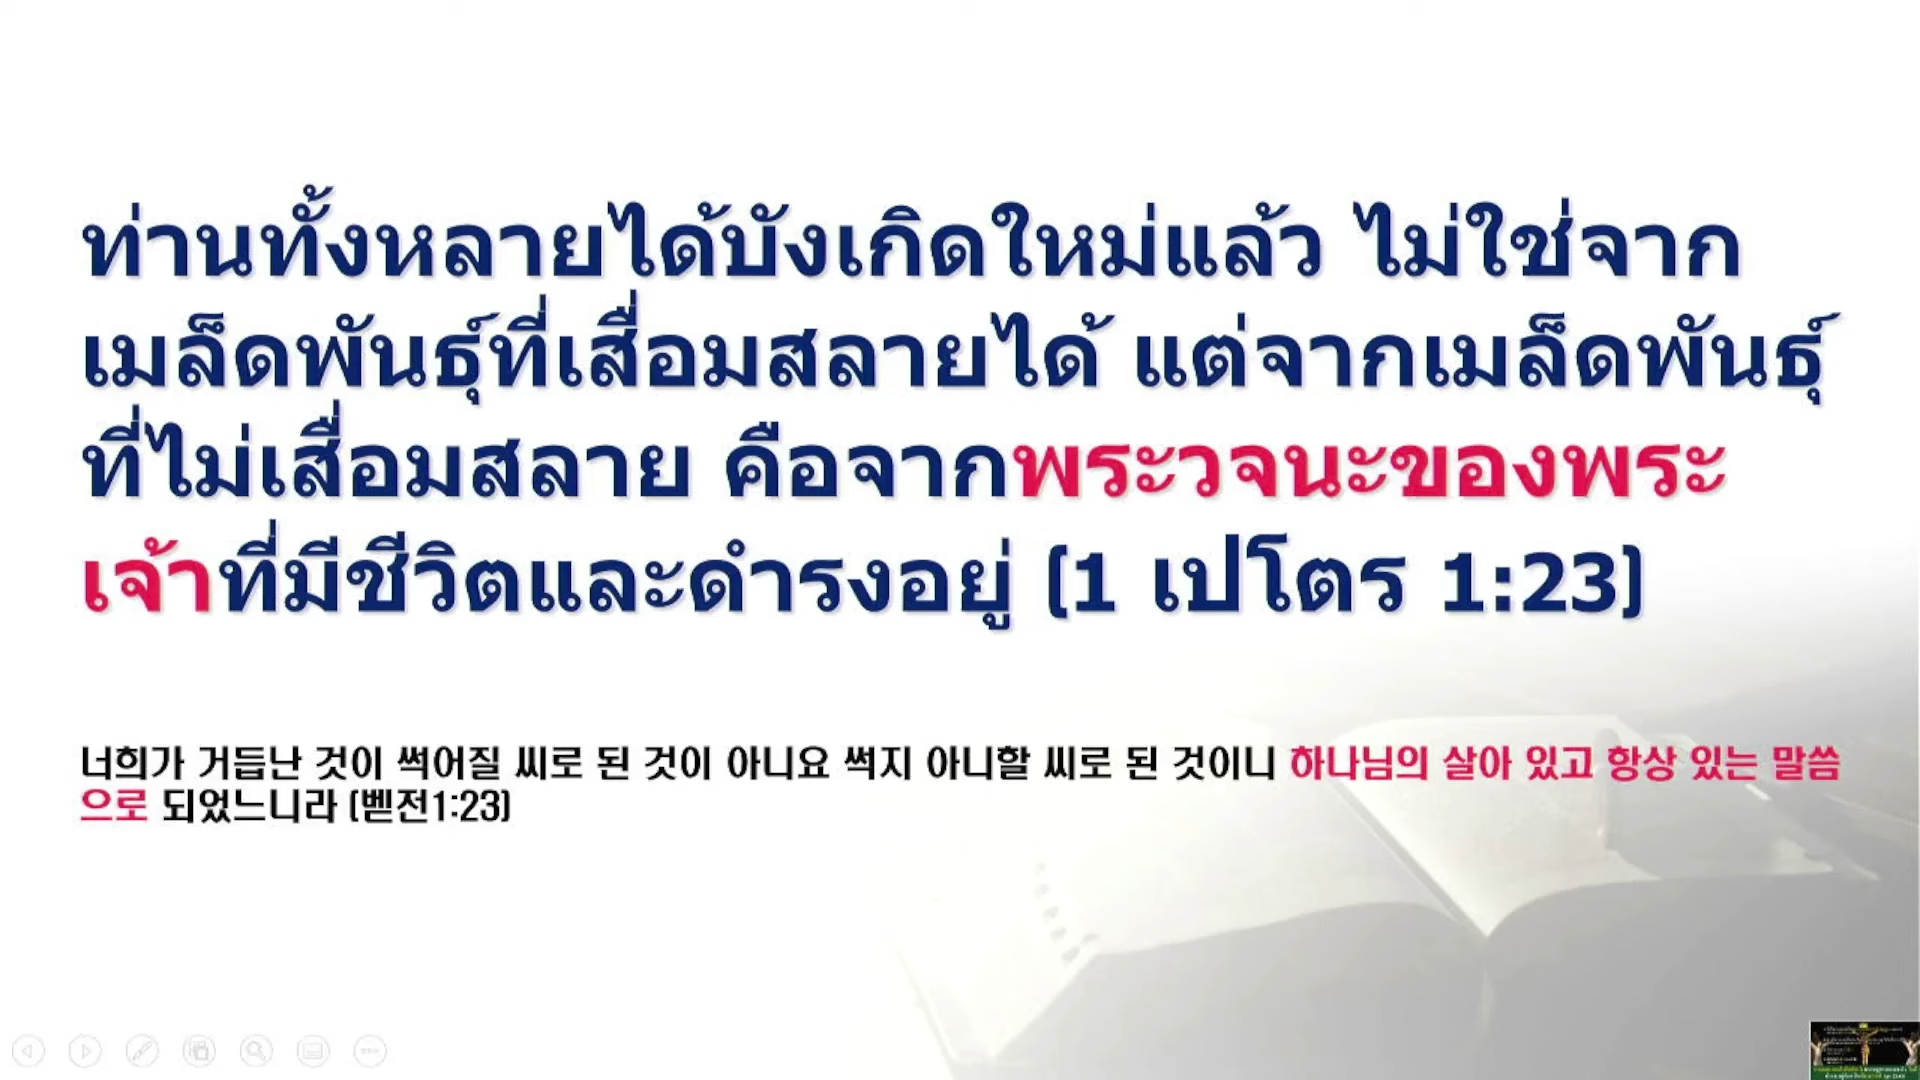 ท่านทั้งหลายได้บังเกิดใหม่แล้ว ไม่ใช่จาก
เมล็ดพันธุ์ที่เสื่อมสลายได้ แต่จากเมล็ดพันธุ์
ที่ไม่เสื่อมสลาย คือจากพระวจนะของพระ
เจ้าที่มีชีวิตและดำรงอยู่ (1 เปโตร 1:23)
너희가 거듭난 것이 썩어질 씨로 된 것이 아니요 썩지 아니할 씨로 된 것이니 하나님의 살아 있고 항상 있는 말씀
으로 되었느니라 (벧전1:23)